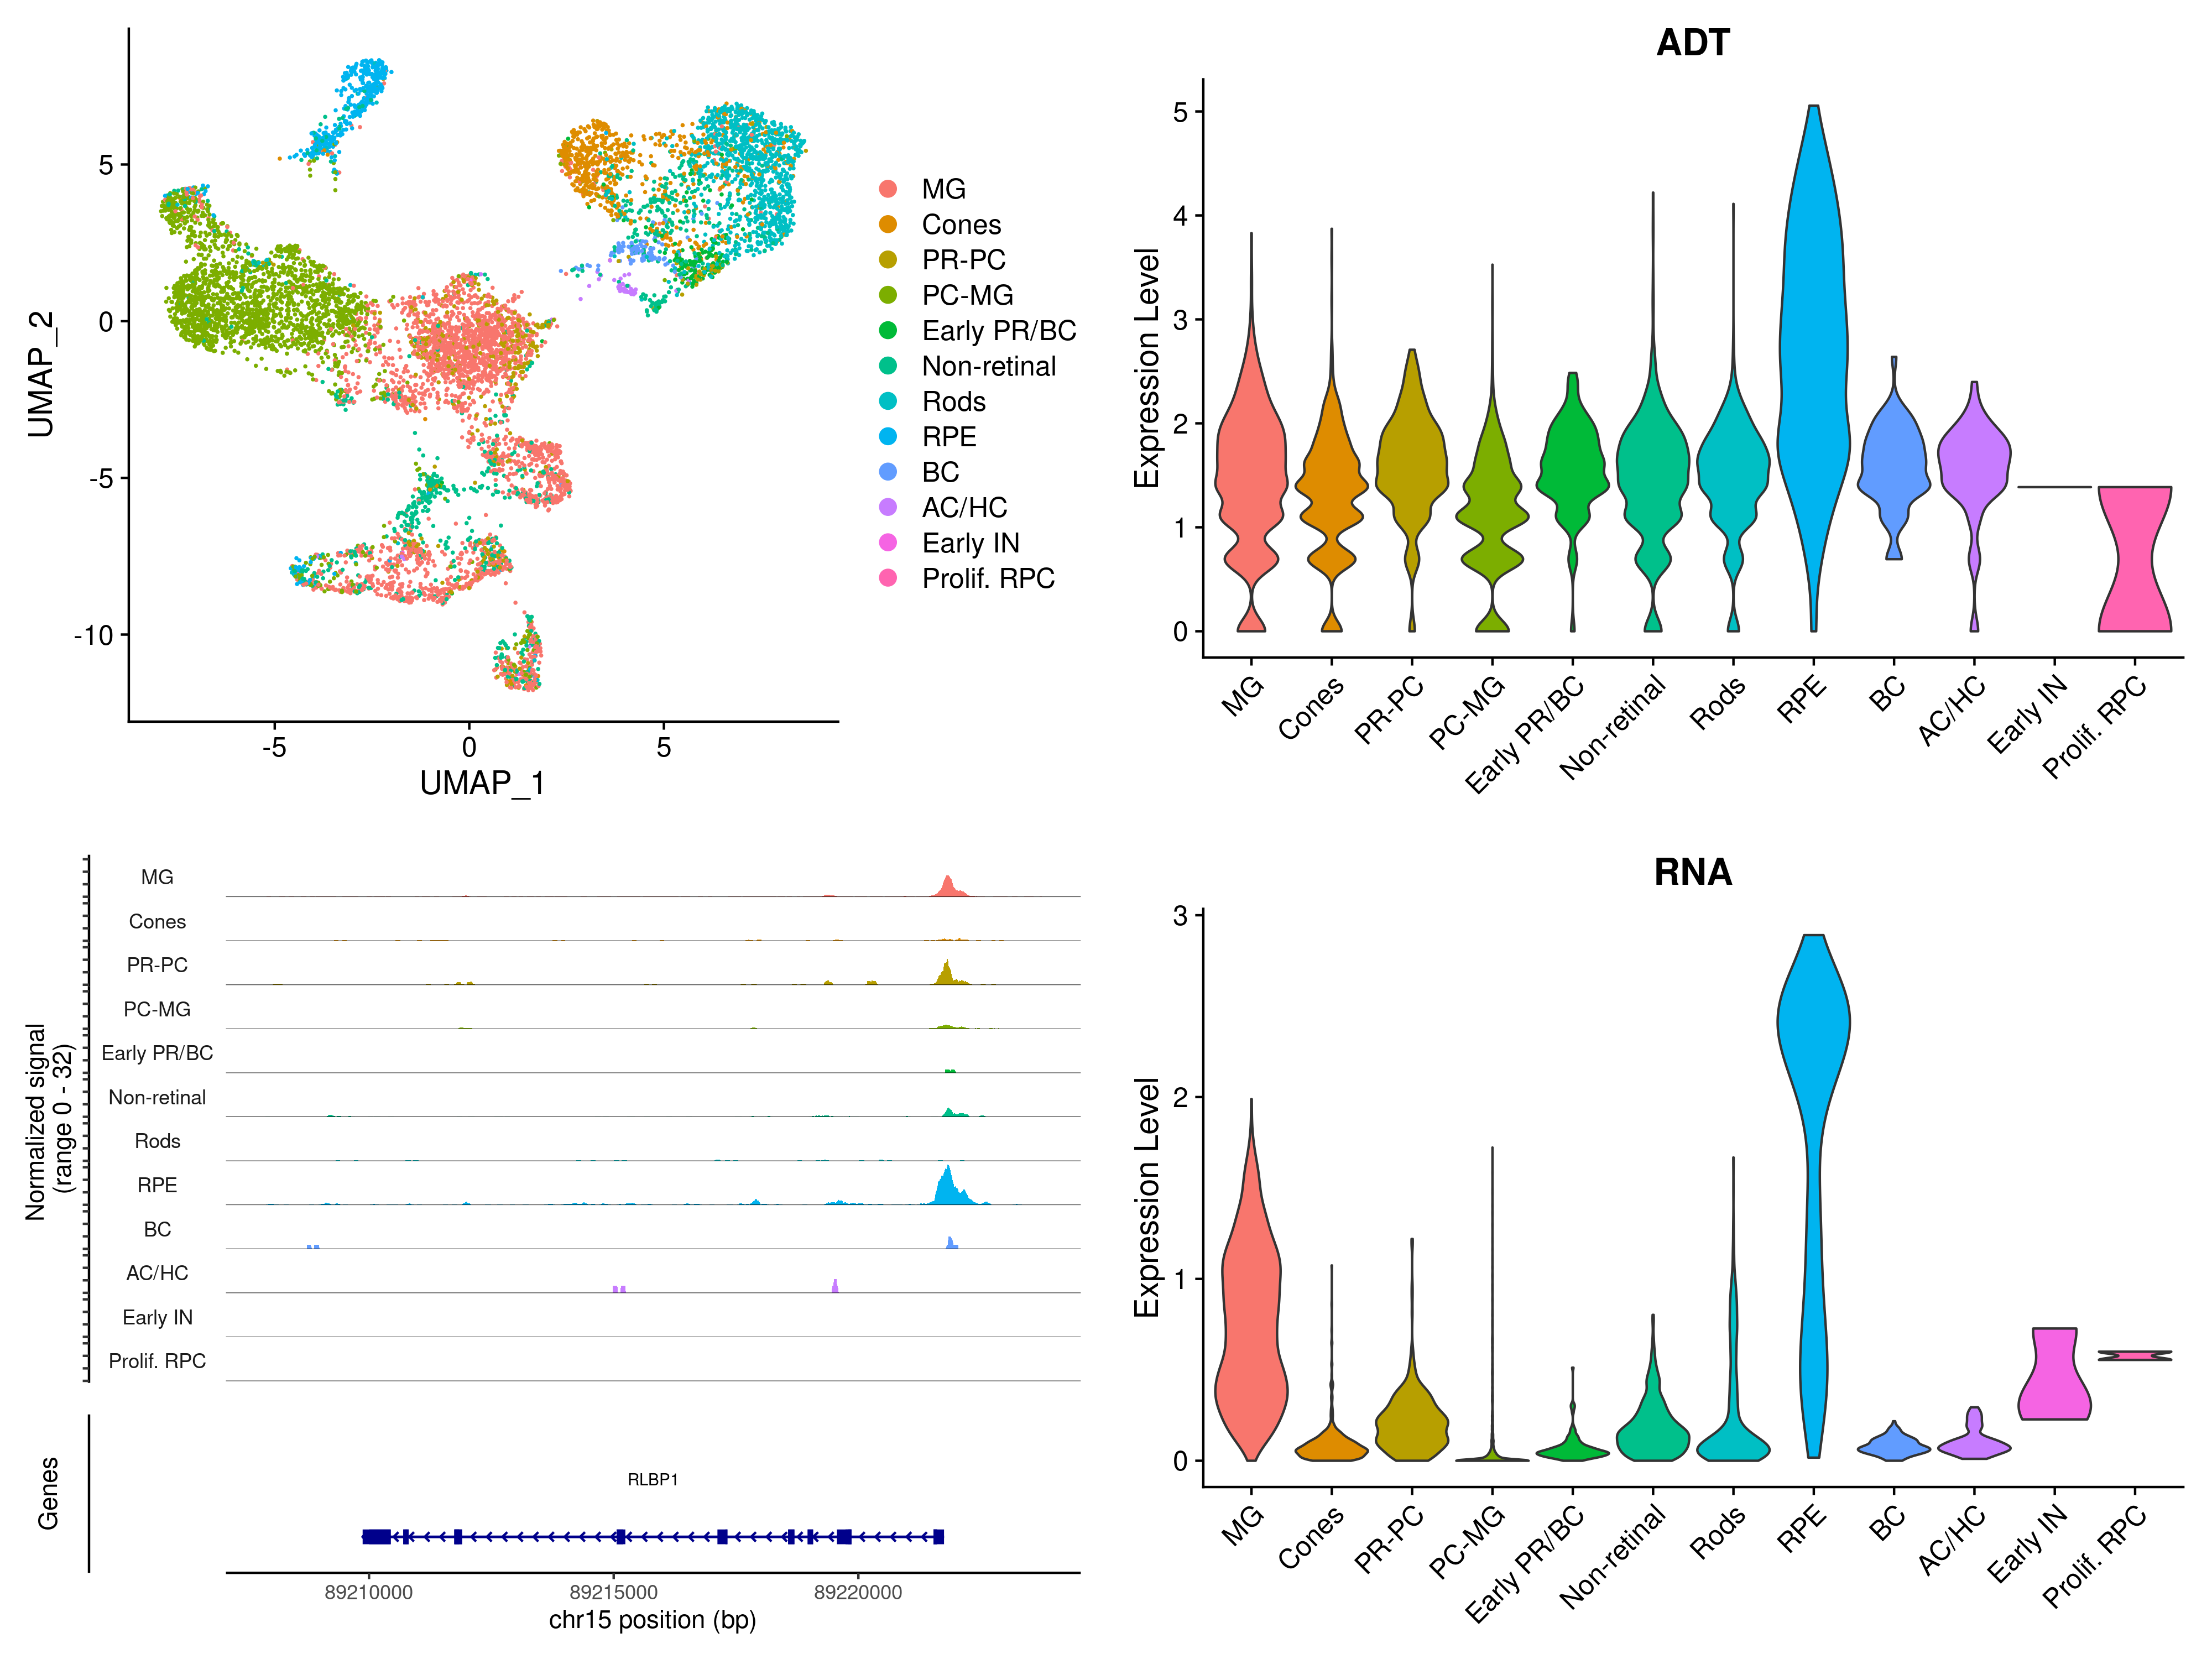 UMAP_2
5
0
-5
-10
-5
0
5
UMAP_1
MG
Cones
PR-PC
PC-MG
Early PR/BC
Non-retinal
Rods
RPE
BC
AC/HC
Early IN
Prolif. RPC
ADT
Expression Level
5
4
3
2
1
0
MG
Cones
PR-PC
PC-MG
Early PR/BC
Non-retinal
Rods
RPE
BC
AC/HC
Early IN
Prolif. RPC
Normalized signal
(range 0 - 32)
MG
Cones
PR-PC
PC-MG
Early PR/BC
Non-retinal
Rods
RPE
BC
AC/HC
Early IN
Prolif. RPC
Genes
RLBP1
89210000
89215000
89220000
chr15 position (bp)
RNA
Expression Level
3
2
1
0
MG
Cones
PR-PC
PC-MG
Early PR/BC
Non-retinal
Rods
RPE
BC
AC/HC
Early IN
Prolif. RPC